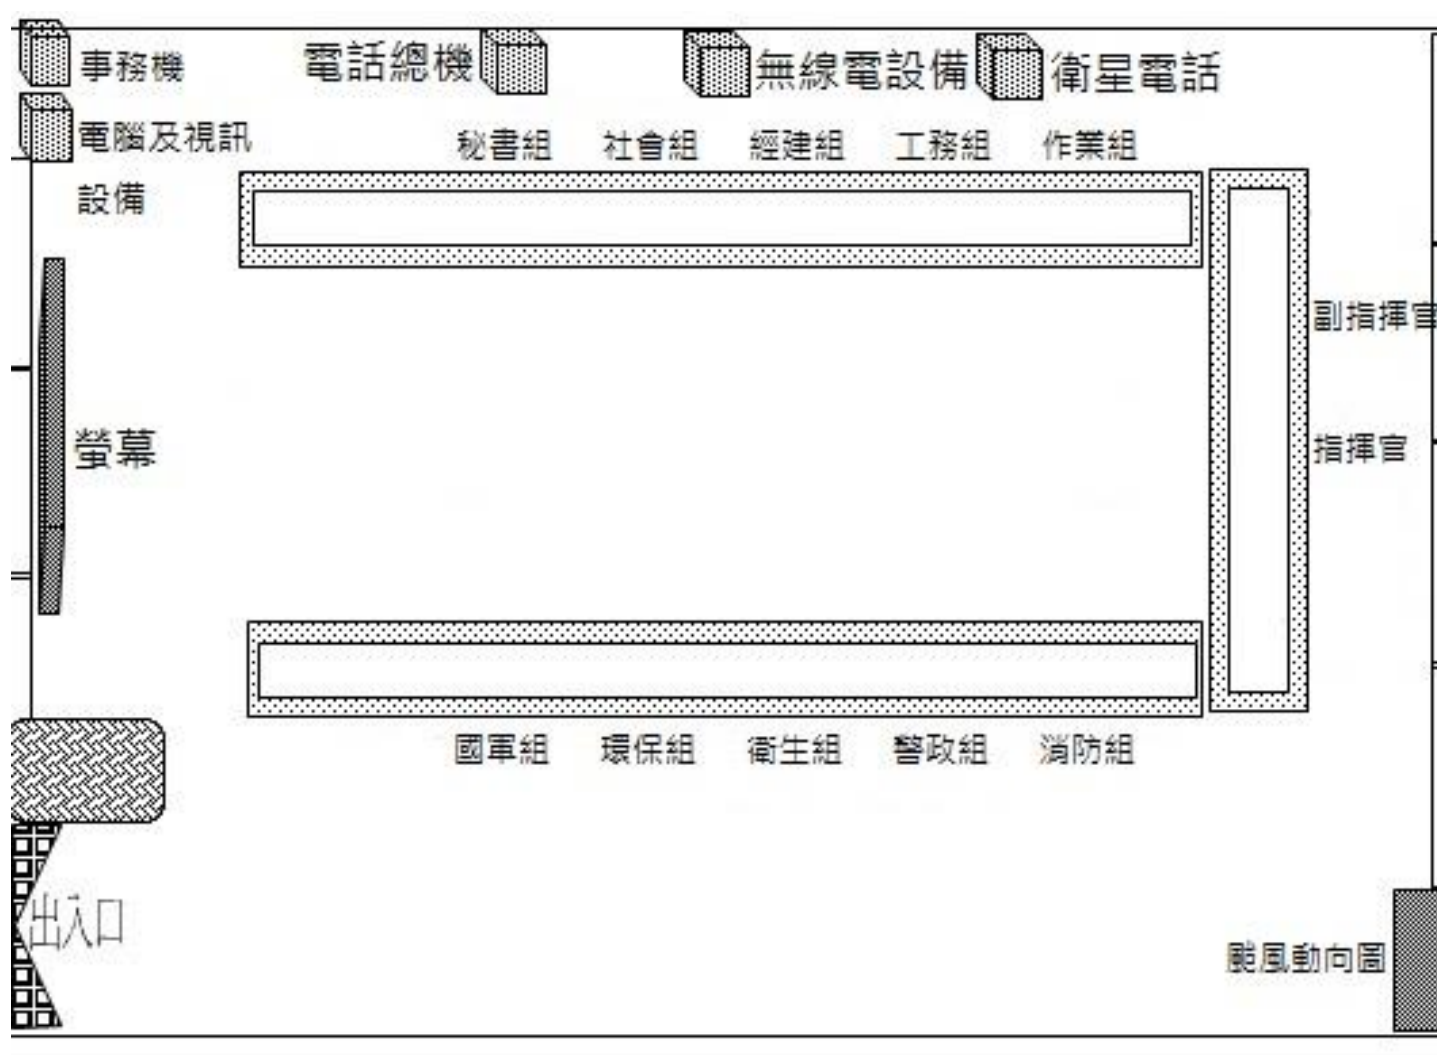 事務機
電話總機
無線電設備
衛星電話
電腦及視訊
設備
秘書組 社會組 經建組 工務組 作業組
副指揮官
指揮官
螢幕
國軍組 環保組 衛生組 警政組 消防組
出入口
颱風動向圖